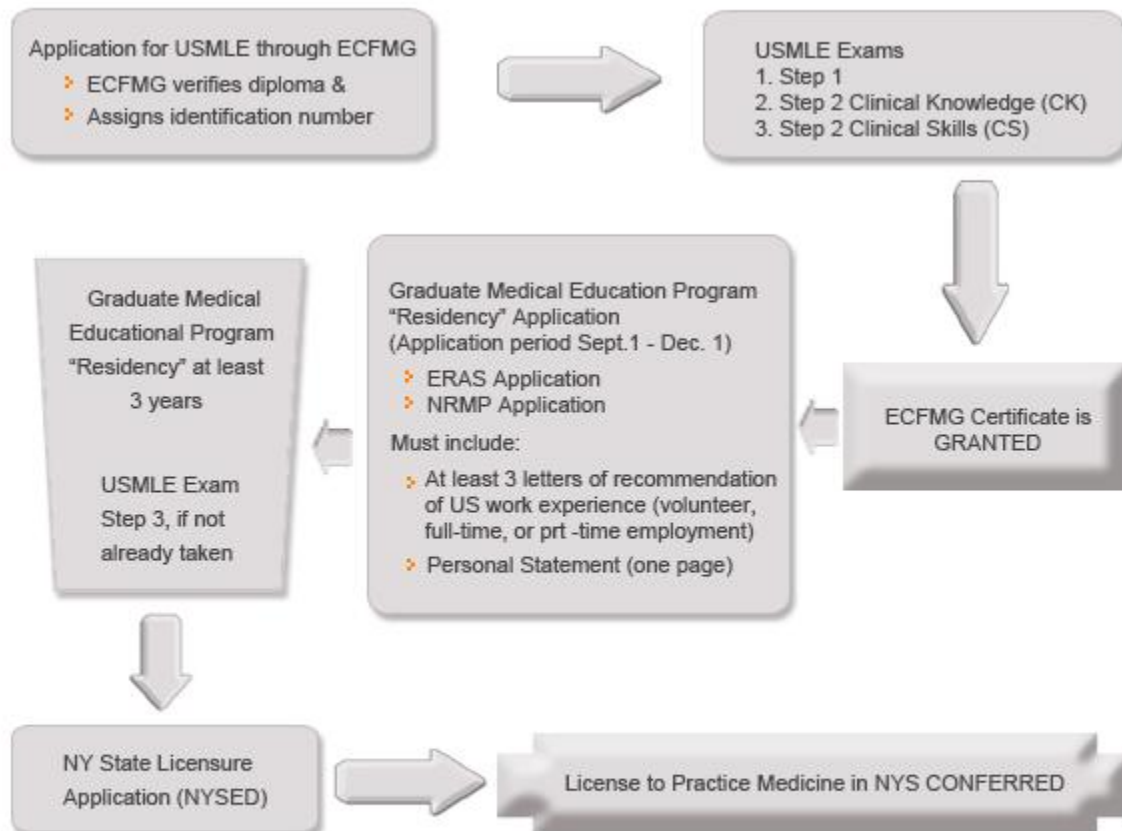 Application for USMLE through ECFMG
ECFMG verifies diploma &
Assigns identification number
USMLE Exams
1. Step 1
2. Step 2 Clinical Knowledge (CK)
3. Step 2 Clinical Skills (CS)
ECFMG Certificate is
GRANTED
Graduate Medical Education Program
“Residency” Application
(Application period Sept.1 - Dec. 1)
ERAS Application
NRMP Application
Must include:
At least 3 letters of recommendation
of US work experience (volunteer,
full-time, or prt -time employment)
Personal Statement (one page)
Graduate Medical
Educational Program
“Residency” at least
3 years
USMLE Exam
Step 3, if not
already taken
NY State Licensure
Application (NYSED)
License to Practice Medicine in NYS CONFERRED